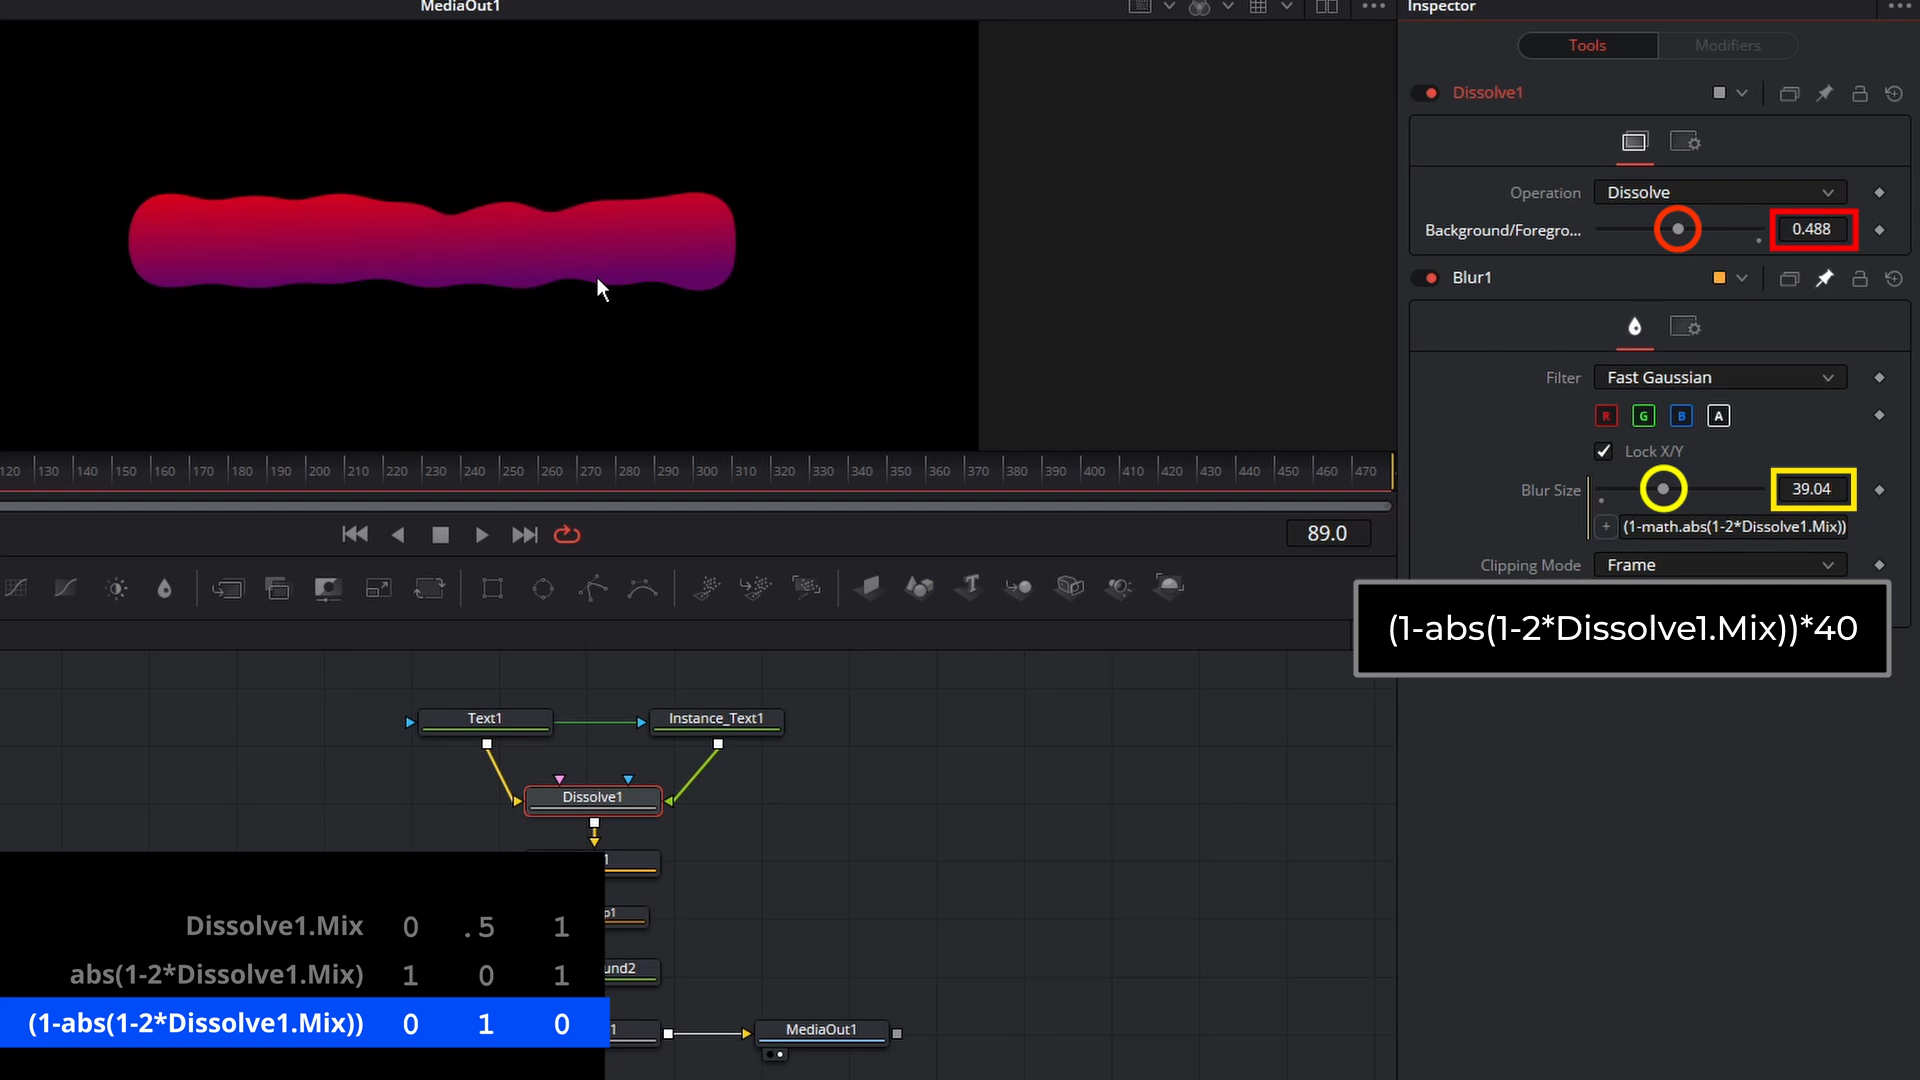 MediaOut1
Inspector
Tools
Modifiers
Dissolve1
Operation
Dissolve
Background/Foregro...
0.488
Blur1
Filter
Fast Gaussian
R G B A
Lock X/Y
Blur Size
39.04
+
(1-math.abs(1-2*Dissolve1.Mix))
Clipping Mode
Frame
(1-abs(1-2*Dissolve1.Mix))*40
120 130 140 150 160 170 180 190 200 210 220 230 240 250 260 270 280 290 300 310 320 330 340 350 360 370 380 390 400 410 420 430 440 450 460 470
89.0
Text1
Instance_Text1
Dissolve1
1
p1
und2
1
MediaOut1
Dissolve1.Mix 0 .5 1
abs(1-2*Dissolve1.Mix) 1 0 1
(1-abs(1-2*Dissolve1.Mix)) 0 1 0